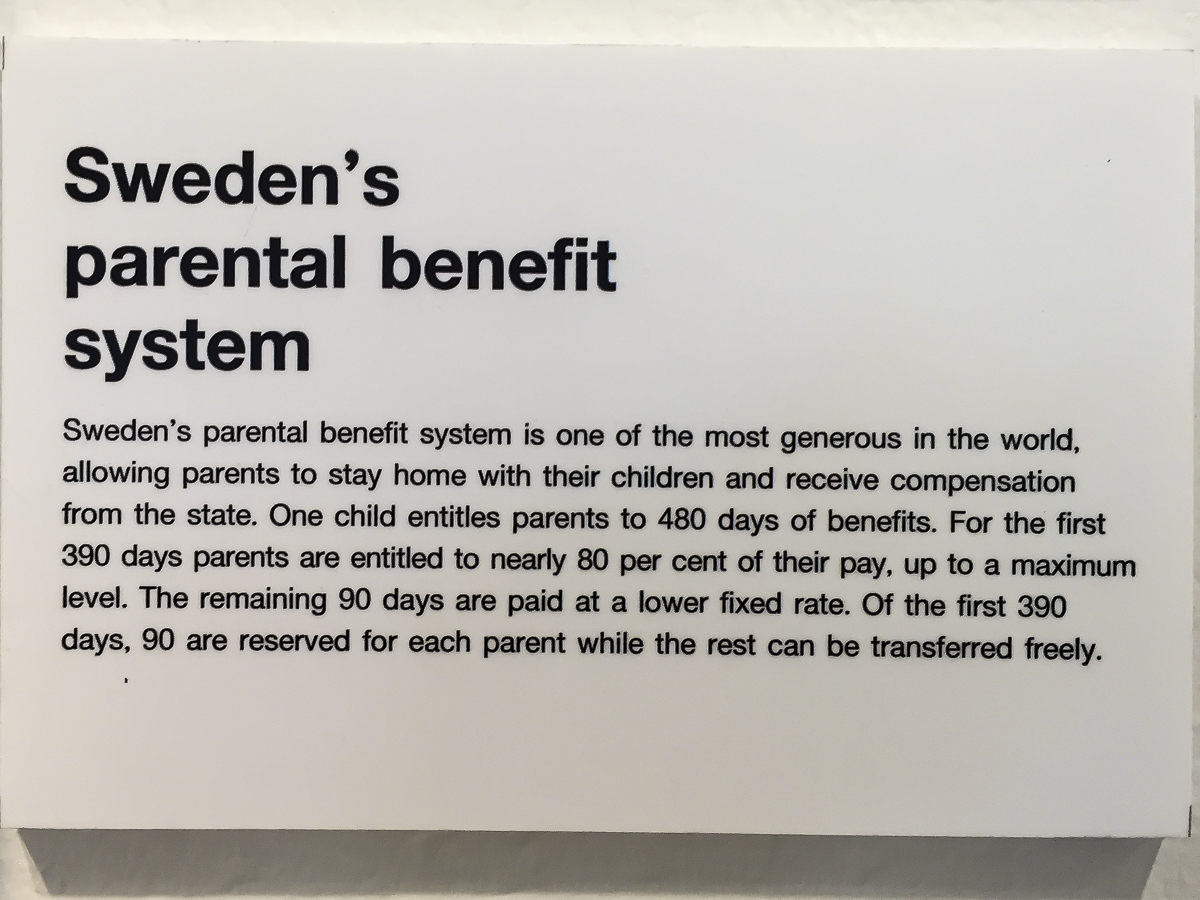 Sweden’s
parental benefit
system
Sweden’s parental benefit system is one of the most generous in the world,
allowing parents to stay home with their children and receive compensation
from the state. One child entitles parents to 480 days of benefits. For the first
390 days parents are entitled to nearly 80 per cent of their pay, up to a maximum
level. The remaining 90 days are paid at a lower fixed rate. Of the first 390
days, 90 are reserved for each parent while the rest can be transferred freely.